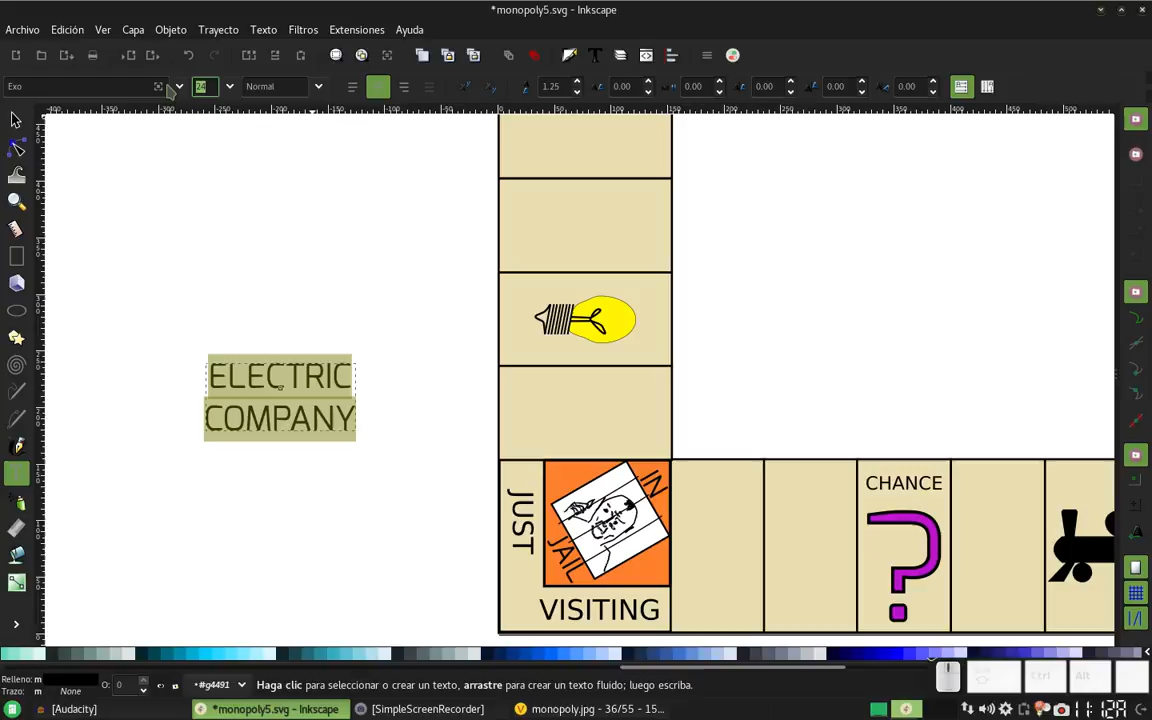 *monopoly5.svg - Inkscape
Archivo Edición Ver Capa Objeto Trayecto Texto Filtros Extensiones Ayuda
Exo 24 Normal 1.25 0.00 0.00 0.00 0.00 0.00
ELECTRIC
COMPANY
JUST
IN
JAIL
VISITING
CHANCE
Relleno: m
Trazo: m None
O: 0
•#g4491
Haga clic para seleccionar o crear un texto, arrastre para crear un texto fluido; luego escriba.
Ctrl
Alt
[Audacity]
*monopoly5.svg - Inkscape
[SimpleScreenRecorder]
monopoly.jpg - 36/55 - 15...